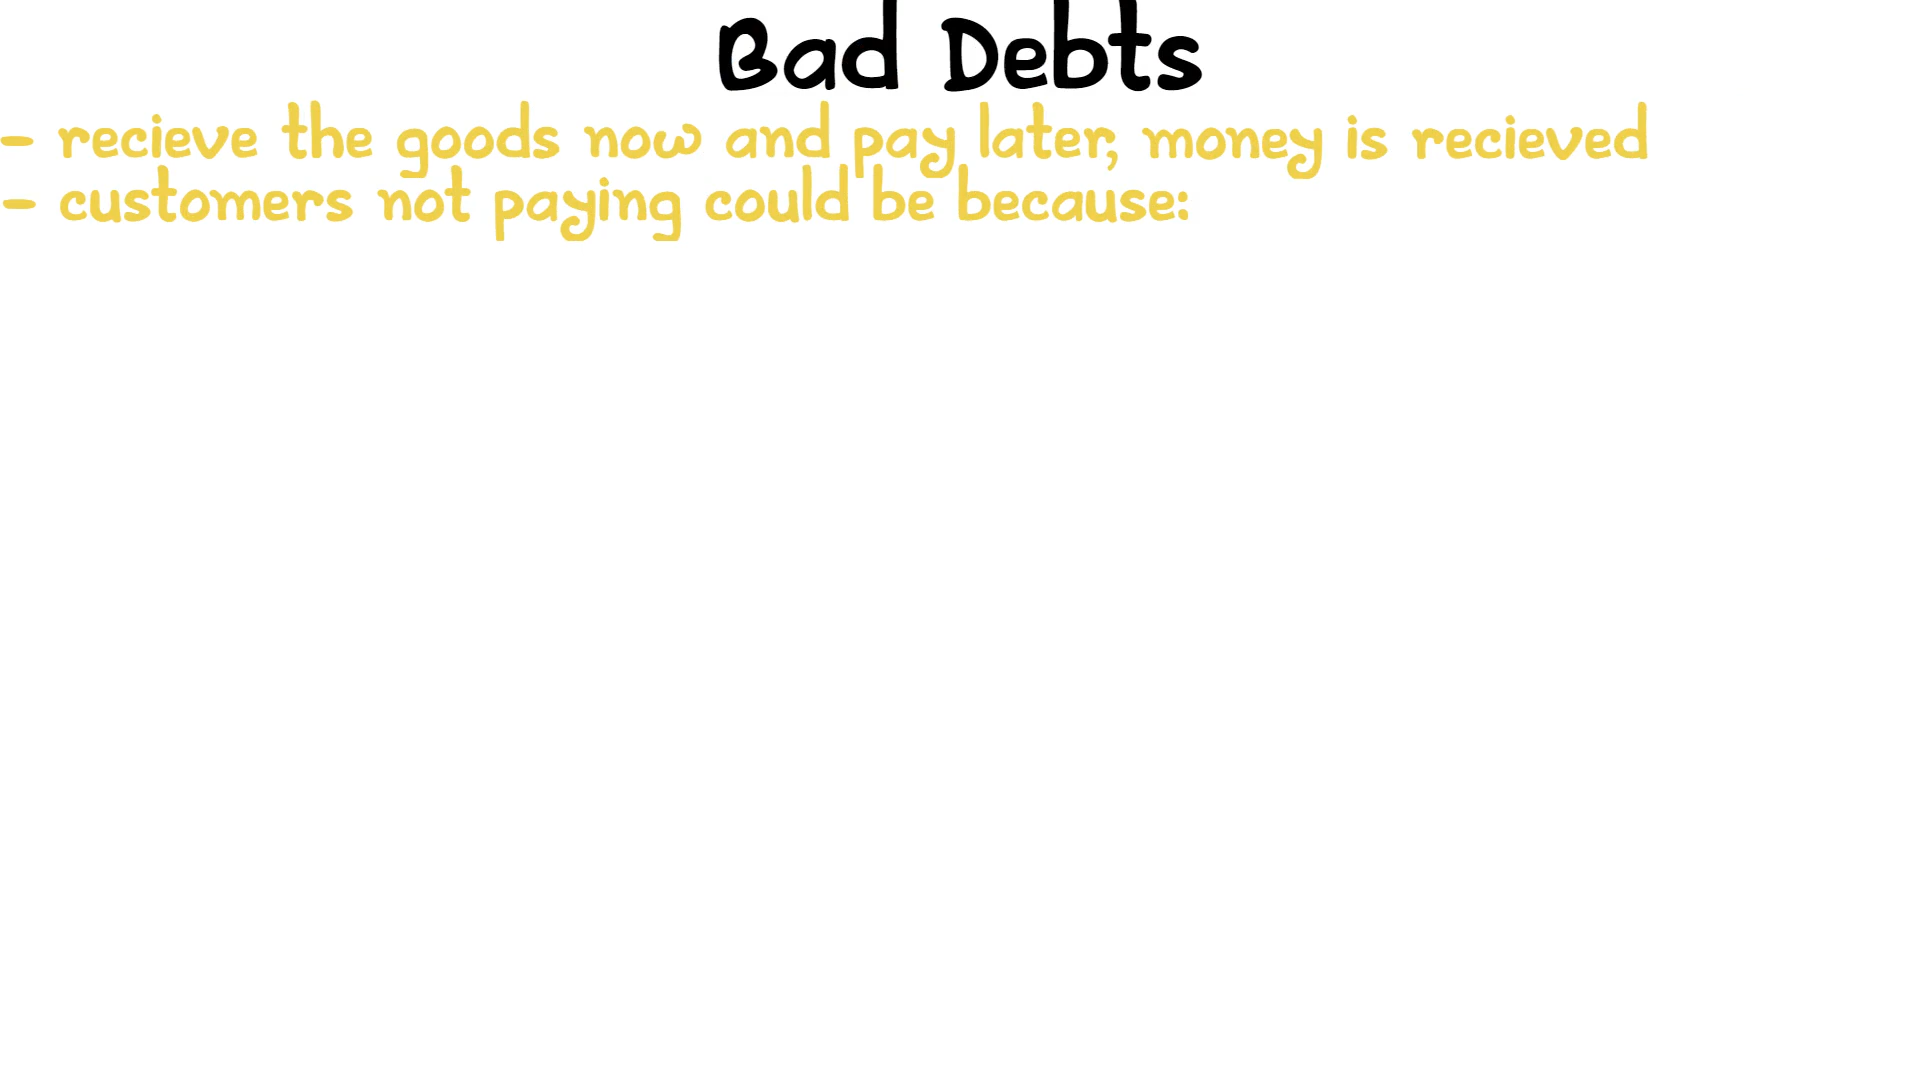 Bad Debts
- recieve the goods now and pay later, money is recieved
- customers not paying could be because: